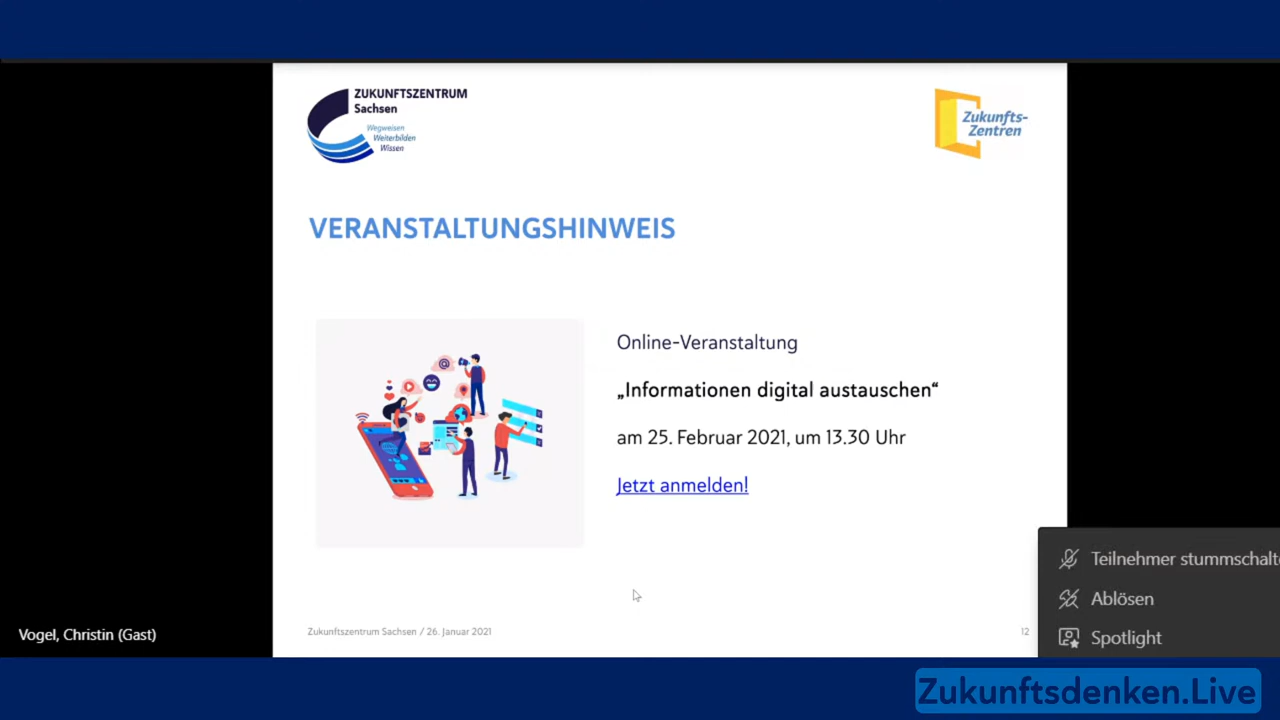 ZUKUNFTSZENTRUM
Sachsen
Wegweisen
Weiterbilden
Wissen
Zukunfts-
Zentren
VERANSTALTUNGSHINWEIS
Online-Veranstaltung
„Informationen digital austauschen“
am 25. Februar 2021, um 13.30 Uhr
Jetzt anmelden!
Teilnehmer stummschalte
Ablösen
Spotlight
Vogel, Christin (Gast)
Zukunftszentrum Sachsen / 26. Januar 2021
12
Zukunftsdenken.Live